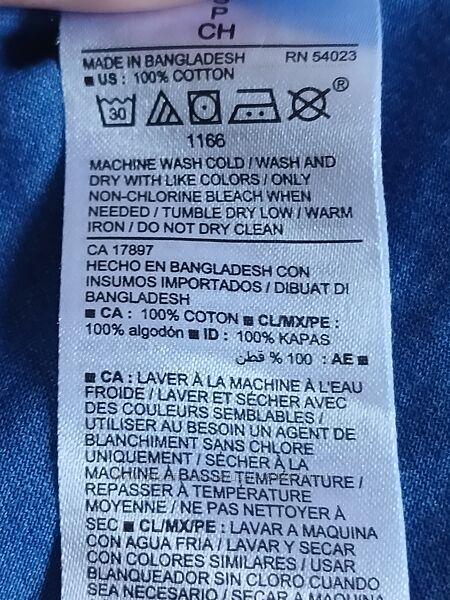 P
CH
MADE IN BANGLADESH RN 54023
■ US : 100% COTTON
30 ®
1166
MACHINE WASH COLD / WASH AND
DRY WITH LIKE COLORS / ONLY
NON-CHLORINE BLEACH WHEN
NEEDED / TUMBLE DRY LOW / WARM
IRON / DO NOT DRY CLEAN
CA 17897
HECHO EN BANGLADESH CON
INSUMOS IMPORTADOS / DIBUAT DI
BANGLADESH
■ CA : 100% COTON ■ CL/MX/PE :
100% algodón ■ ID : 100% KAPAS
■ AE : 100 % قطن
■ CA : LAVER À LA MACHINE À L'EAU
FROIDE / LAVER ET SÉCHER AVEC
DES COULEURS SEMBLABLES /
UTILISER AU BESOIN UN AGENT DE
BLANCHIMENT SANS CHLORE
UNIQUEMENT / SÉCHER À LA
MACHINE À BASSE TEMPÉRATURE /
REPASSER À TEMPÉRATURE
MOYENNE / NE PAS NETTOYER À
SEC ■ CL/MX/PE : LAVAR A MAQUINA
CON AGUA FRIA / LAVAR Y SECAR
CON COLORES SIMILARES / USAR
BLANQUEADOR SIN CLORO CUANDO
SEA NECESARIO / SECAR A MAQUINA